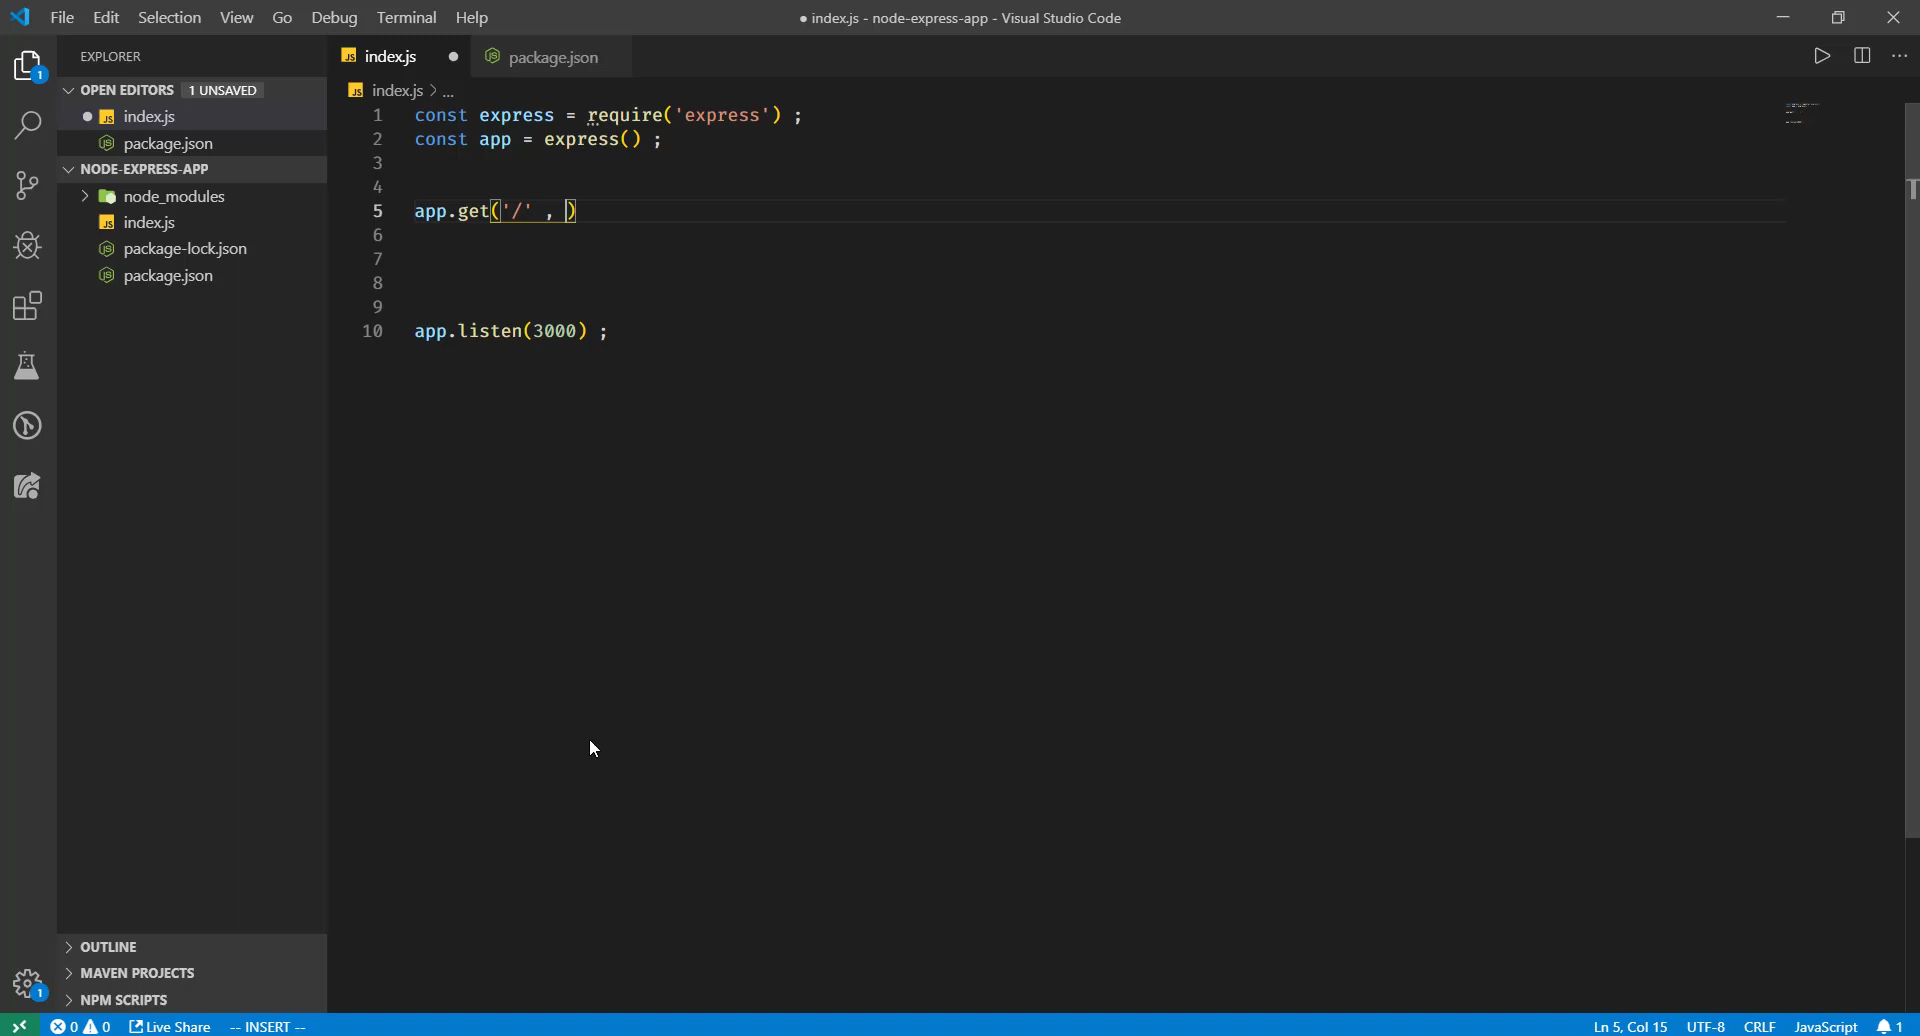 File Edit Selection View Go Debug Terminal Help
● index.js - node-express-app - Visual Studio Code
EXPLORER
OPEN EDITORS 1 UNSAVED
index.js
package.json
NODE-EXPRESS-APP
node_modules
index.js
package-lock.json
package.json
OUTLINE
MAVEN PROJECTS
NPM SCRIPTS
1
1
index.js ● package.json
index.js > ...
1 const express = require('express') ;
2 const app = express() ;
3
4
5 app.get('/' , )
6
7
8
9
10 app.listen(3000) ;
0 0 Live Share -- INSERT --
Ln 5, Col 15 UTF-8 CRLF JavaScript 1